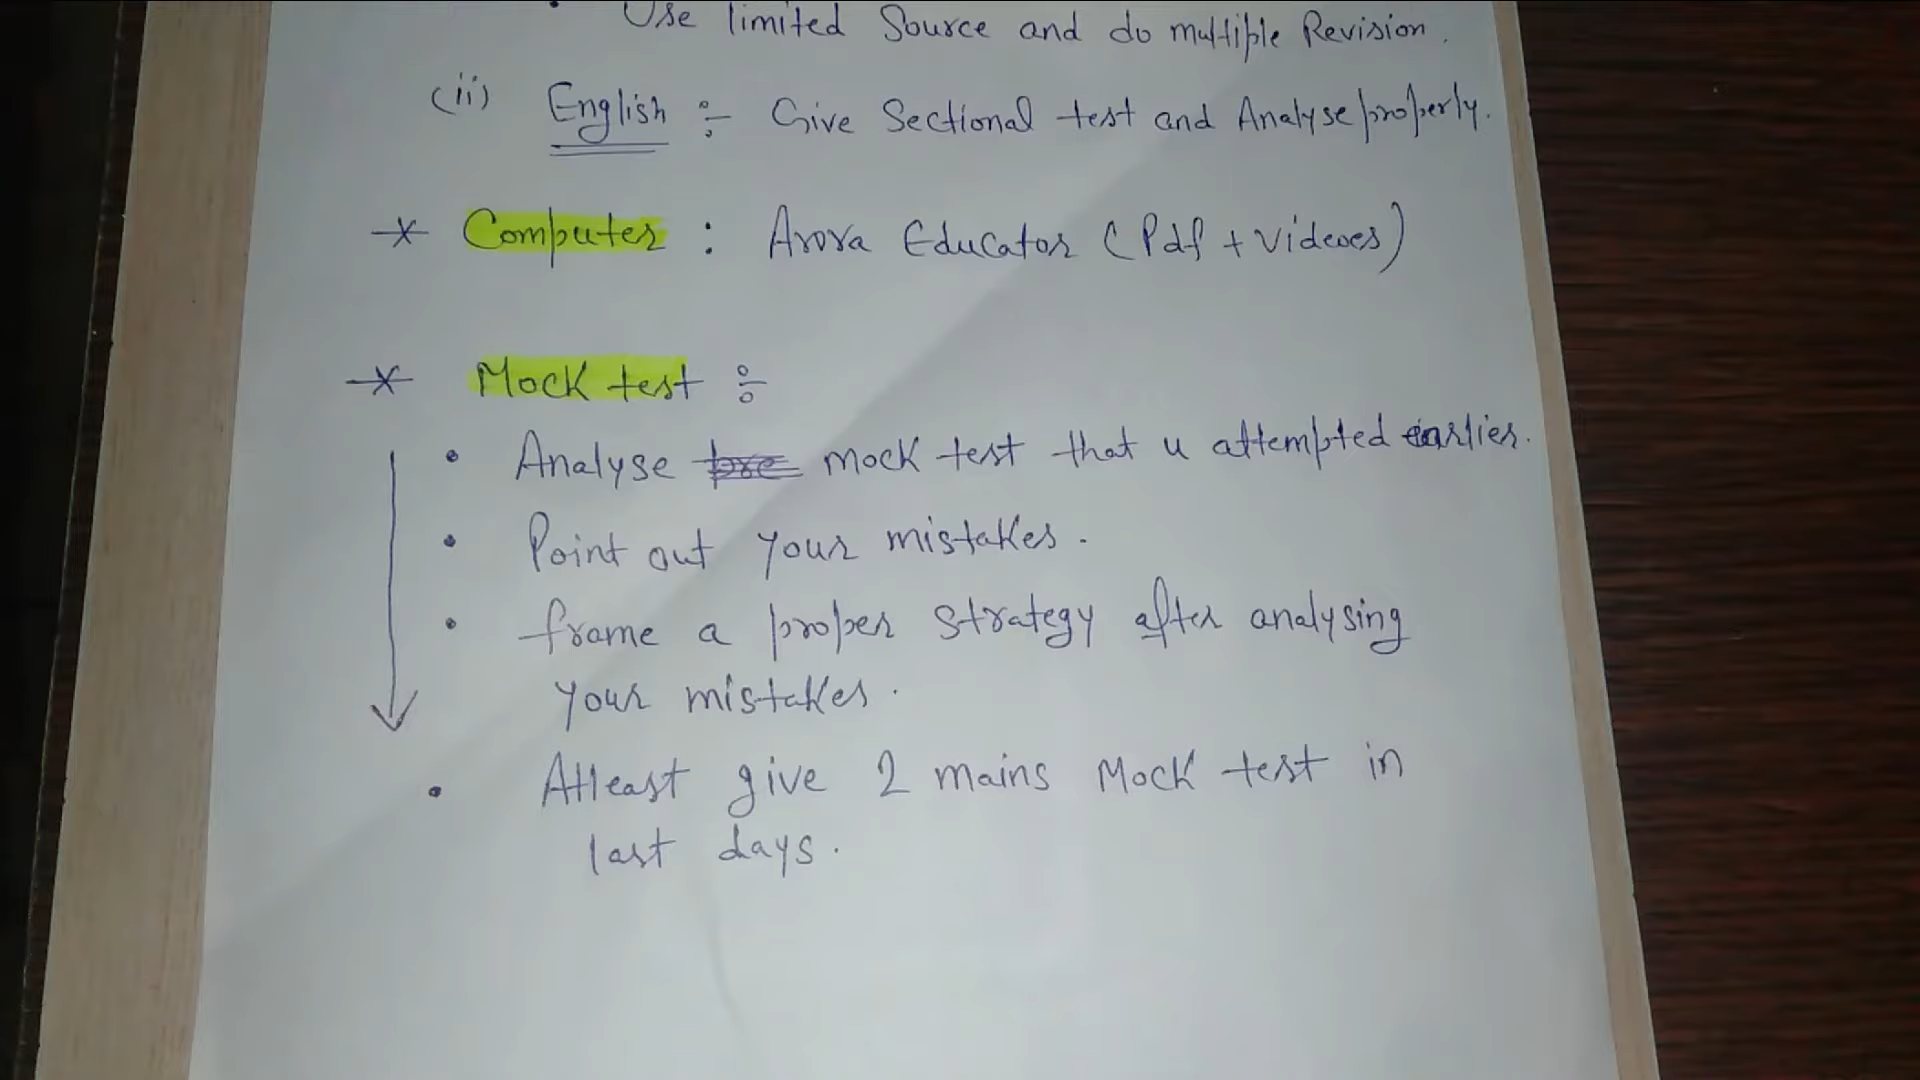 • Use limited Source and do multiple Revision.
(ii) English ÷ Give Sectional test and Analyse properly.
* Computer : Arora Educator (Pdf + videoes)
* Mock test ÷
• Analyse mock test that u attempted earlier.
• Point out your mistakes.
• frame a proper strategy after analysing
your mistakes.
• Atleast give 2 mains Mock test in
last days.